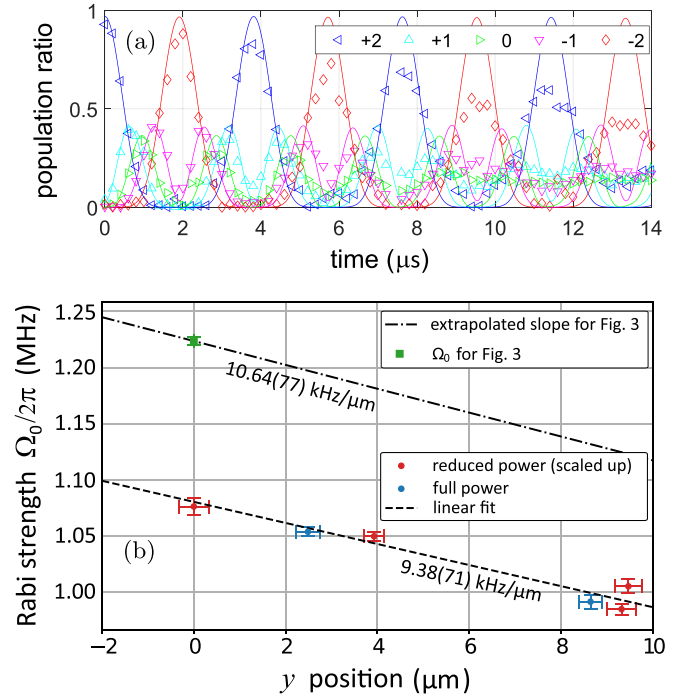 (a)
+2 +1 0 -1 -2
1
0.5
0
population ratio
0 2 4 6 8 10 12 14
time (μs)
1.25
1.20
1.15
1.10
1.05
1.00
Rabi strength Ω₀/2π (MHz)
extrapolated slope for Fig. 3
Ω₀ for Fig. 3
10.64(77) kHz/μm
reduced power (scaled up)
full power
linear fit
(b)
9.38(71) kHz/μm
−2 0 2 4 6 8 10
y position (μm)